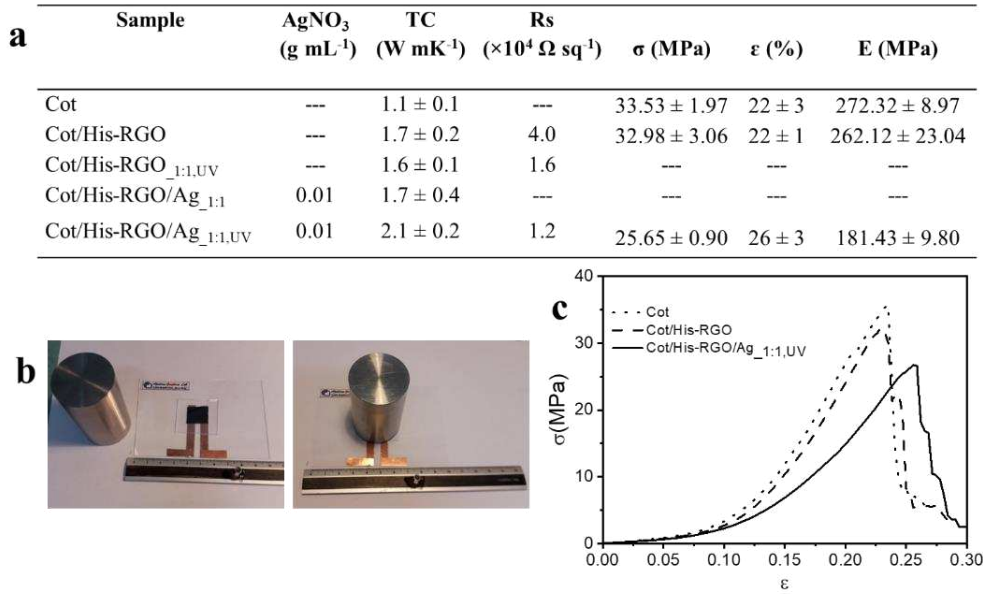 a
Sample AgNO₃ (g mL⁻¹) TC (W mK⁻¹) Rs (×10⁴ Ω sq⁻¹) σ (MPa) ε (%) E (MPa)
Cot --- 1.1 ± 0.1 --- 33.53 ± 1.97 22 ± 3 272.32 ± 8.97
Cot/His-RGO --- 1.7 ± 0.2 4.0 32.98 ± 3.06 22 ± 1 262.12 ± 23.04
Cot/His-RGO_1:1,UV --- 1.6 ± 0.1 1.6 --- --- ---
Cot/His-RGO/Ag_1:1 0.01 1.7 ± 0.4 --- --- --- ---
Cot/His-RGO/Ag_1:1,UV 0.01 2.1 ± 0.2 1.2 25.65 ± 0.90 26 ± 3 181.43 ± 9.80
b
c
Cot
Cot/His-RGO
Cot/His-RGO/Ag_1:1,UV
σ(MPa)
40
30
20
10
0
0.00 0.05 0.10 0.15 0.20 0.25 0.30
ε